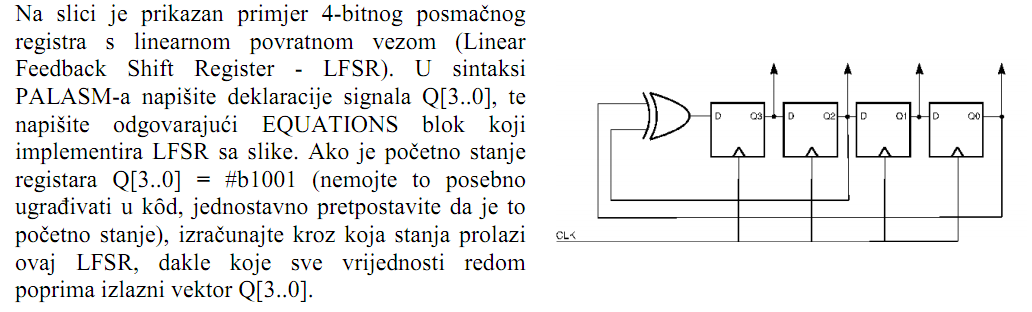 Na slici je prikazan primjer 4-bitnog posmačnog
registra s linearnom povratnom vezom (Linear
Feedback Shift Register - LFSR). U sintaksi
PALASM-a napišite deklaracije signala Q[3..0], te
napišite odgovarajući EQUATIONS blok koji
implementira LFSR sa slike. Ako je početno stanje
registara Q[3..0] = #b1001 (nemojte to posebno
ugrađivati u kôd, jednostavno pretpostavite da je to
početno stanje), izračunajte kroz koja stanja prolazi
ovaj LFSR, dakle koje sve vrijednosti redom
poprima izlazni vektor Q[3..0].
D Q3 D Q2 D Q1 D Q0
CLK